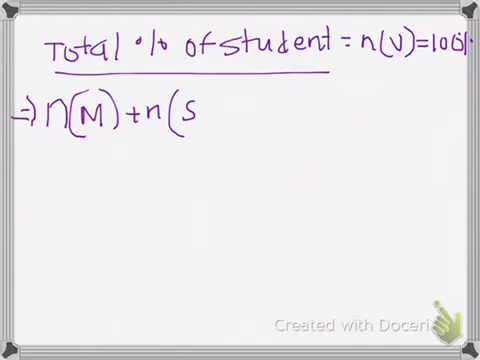 Total % of student = n(U) = 100%
⇒ n(M) + n(S
Created with Doceri